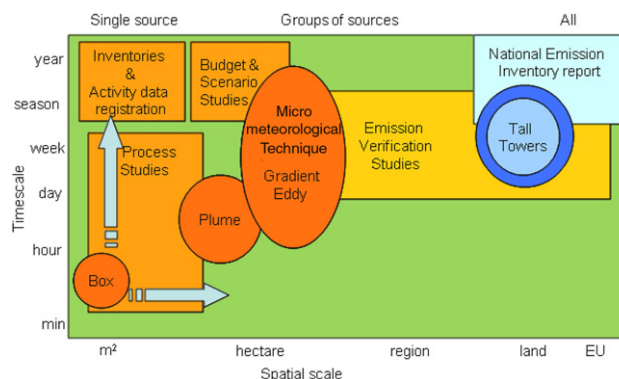 Single source
Groups of sources
All
year
season
week
day
hour
min
Timescale
Inventories
&
Activity data
registration
Budget &
Scenario
Studies
National Emission
Inventory report
Micro
meteorological
Technique
Gradient
Eddy
Emission
Verification
Studies
Tall
Towers
Process
Studies
Plume
Box
m²
hectare
region
land
EU
Spatial scale